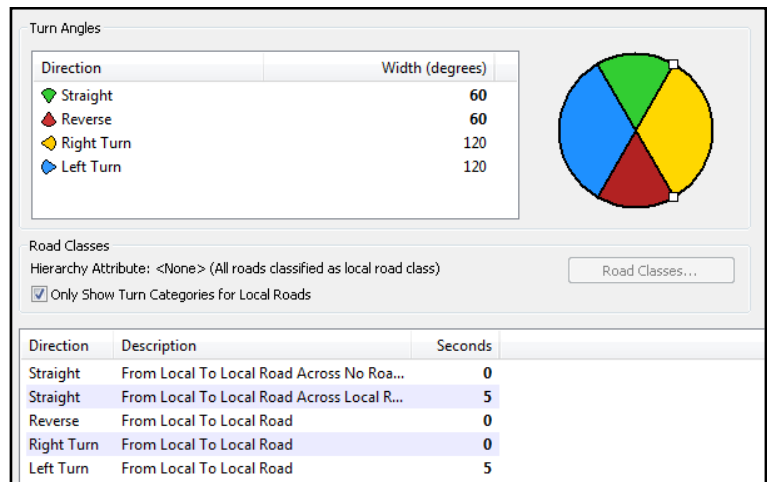 Turn Angles
Direction Width (degrees)
Straight 60
Reverse 60
Right Turn 120
Left Turn 120
Road Classes
Hierarchy Attribute: <None> (All roads classified as local road class)
Road Classes...
Only Show Turn Categories for Local Roads
Direction Description Seconds
Straight From Local To Local Road Across No Roa... 0
Straight From Local To Local Road Across Local R... 5
Reverse From Local To Local Road 0
Right Turn From Local To Local Road 0
Left Turn From Local To Local Road 5